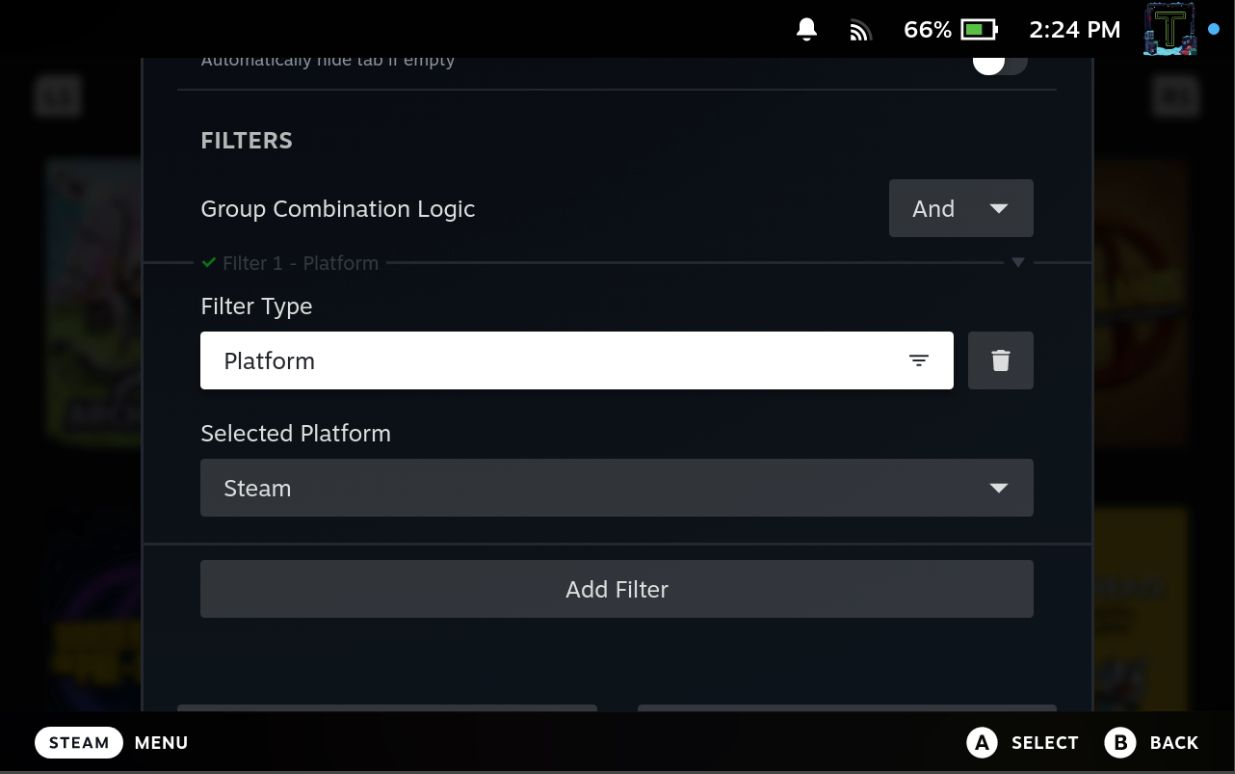 66% 2:24 PM
Automatically hide tab if empty
FILTERS
Group Combination Logic And
Filter 1 - Platform
Filter Type
Platform
Selected Platform
Steam
Add Filter
STEAM MENU A SELECT B BACK